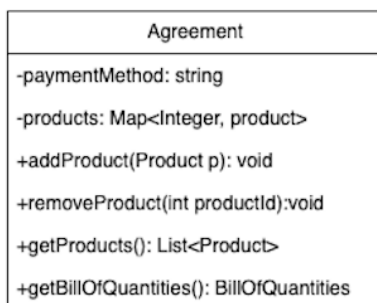 Agreement
-paymentMethod: string
-products: Map<Integer, product>
+addProduct(Product p): void
+removeProduct(int productId):void
+getProducts(): List<Product>
+getBillOfQuantities(): BillOfQuantities